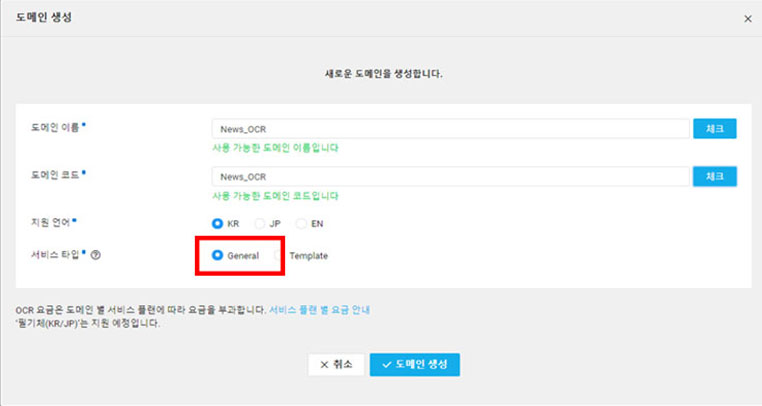 도메인 생성
새로운 도메인을 생성합니다.
도메인 이름 News_OCR 체크
사용 가능한 도메인 이름입니다
도메인 코드 News_OCR 체크
사용 가능한 도메인 코드입니다
지원 언어 KR JP EN
서비스 타입 General Template
OCR 요금은 도메인 별 서비스 플랜에 따라 요금을 부과합니다. 서비스 플랜 별 요금 안내
'필기체(KR/JP)'는 지원 예정입니다.
취소 도메인 생성